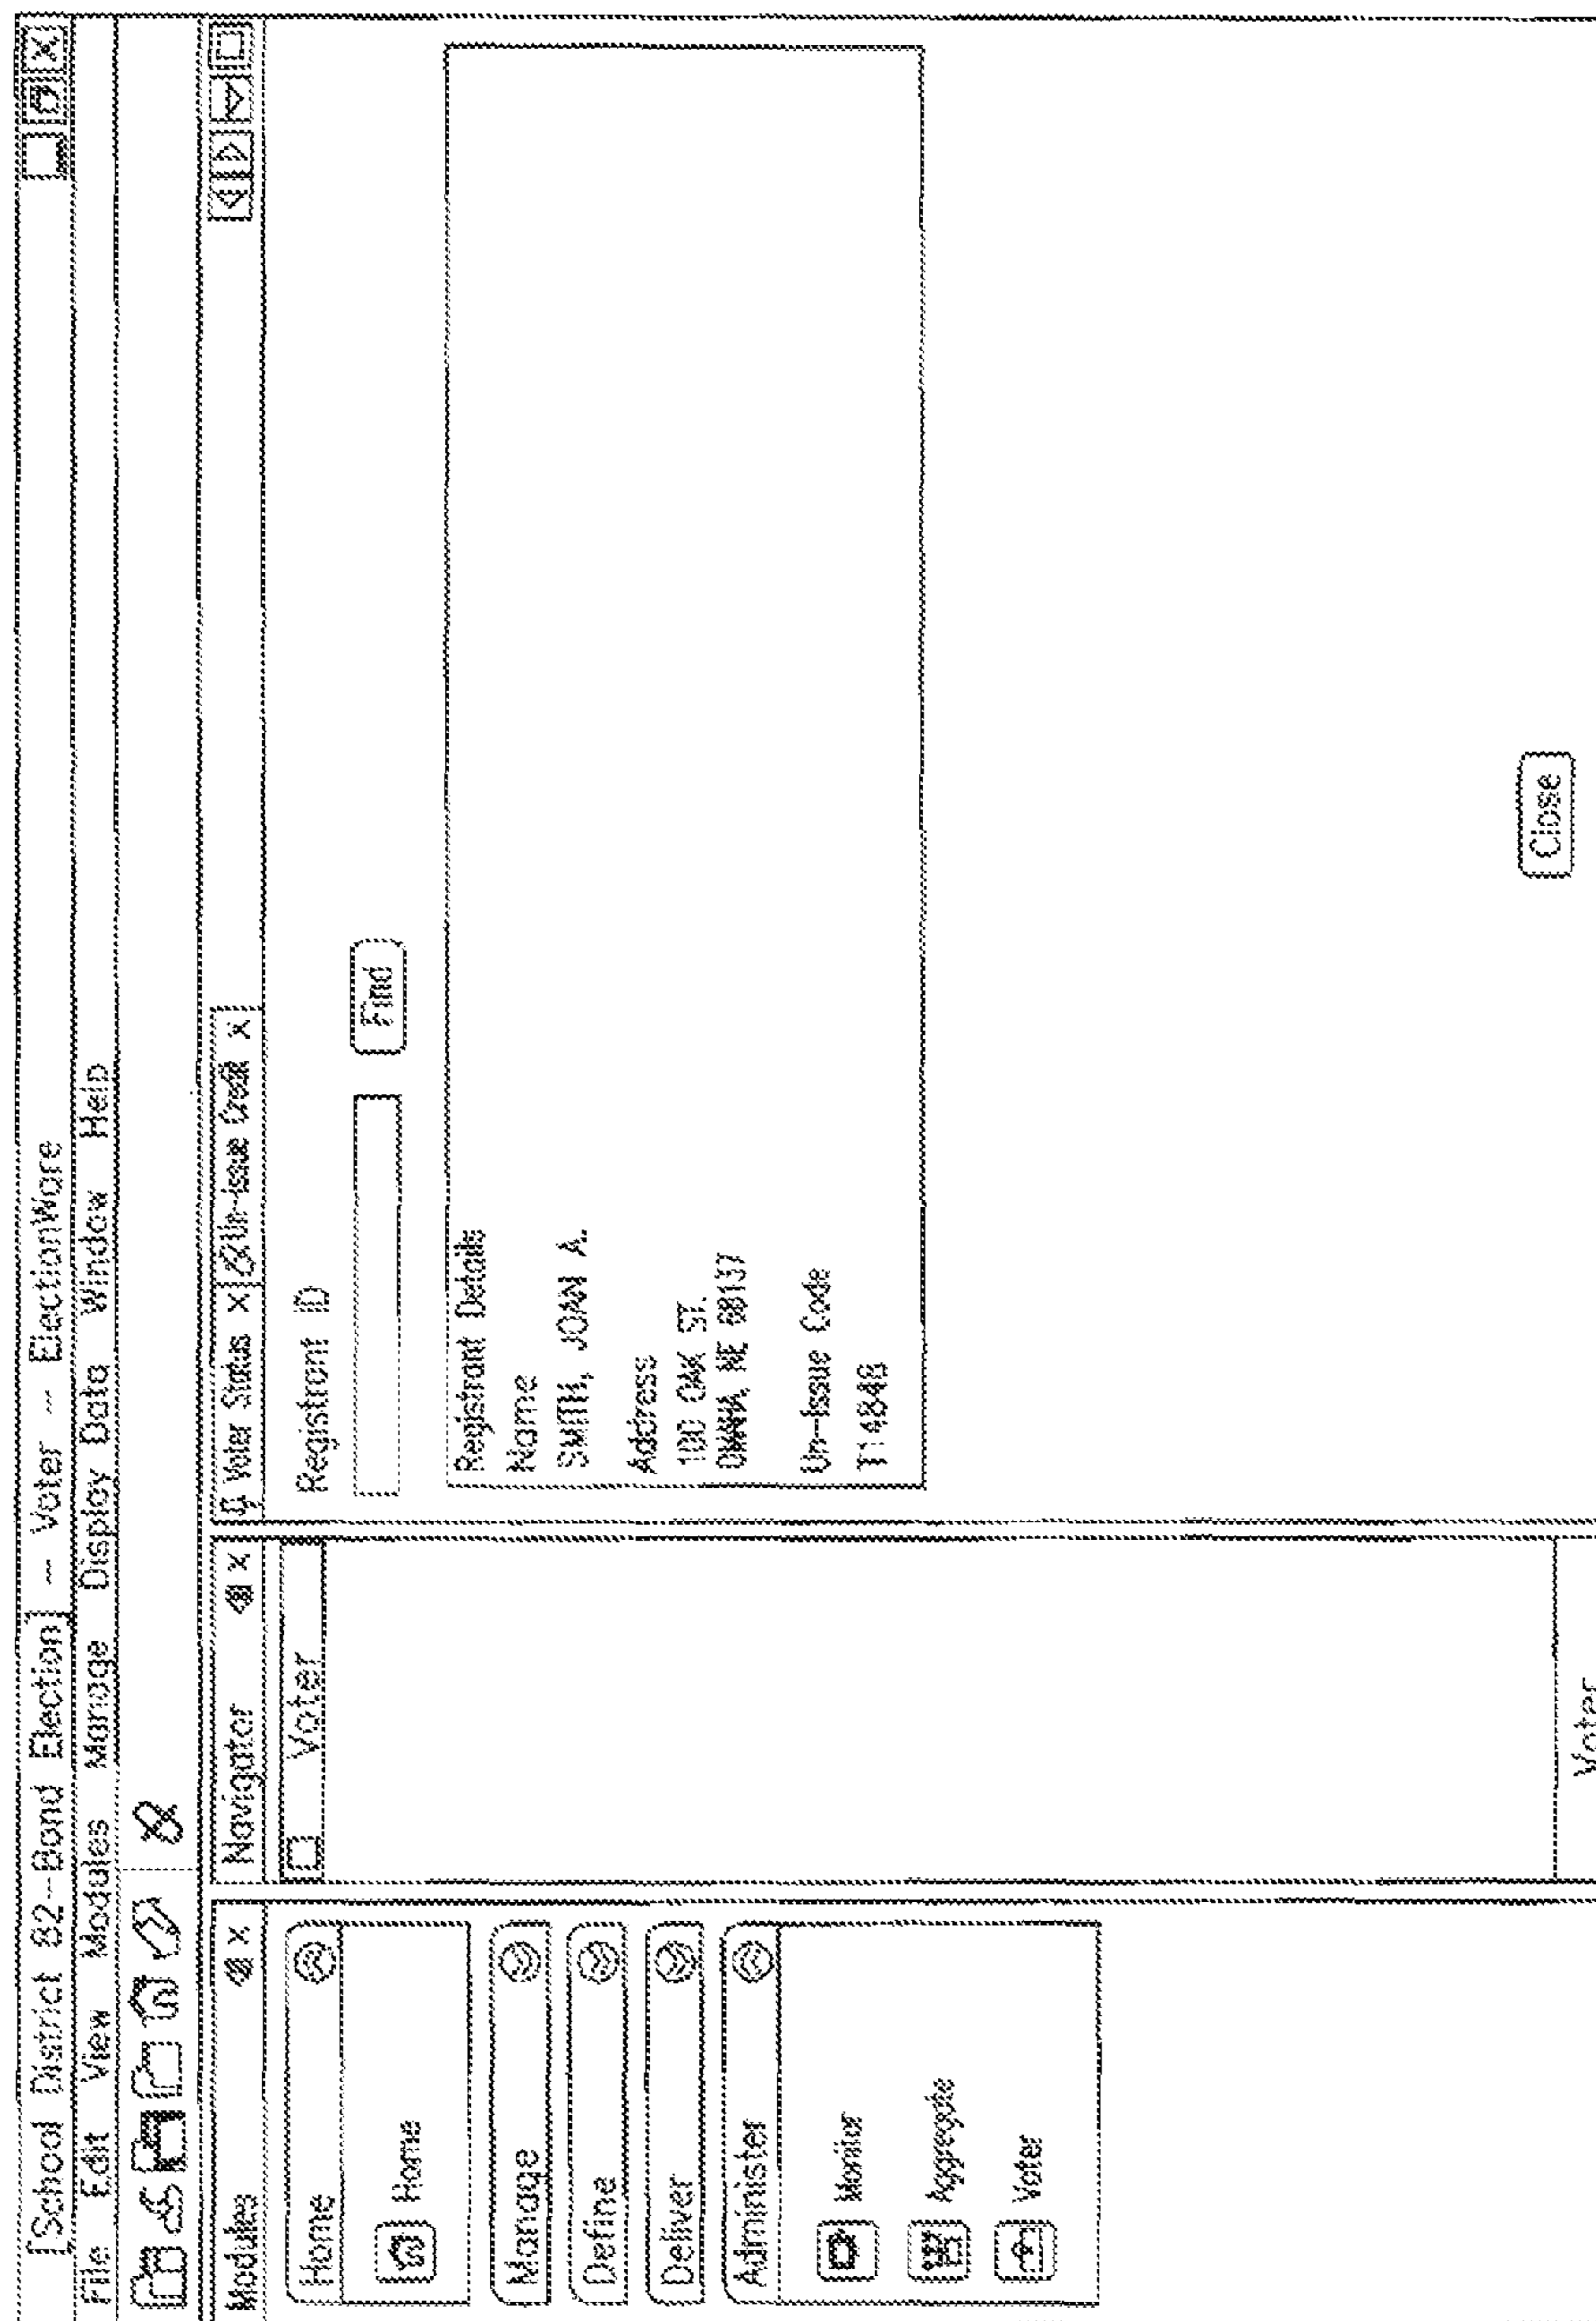 [School District 82--Bond Election] -- Voter -- ElectionWare
File Edit View Modules Manage Display Data Window Help
Modules x
Home
Home
Manage
Define
Deliver
Administer
Monitor
Aggregate
Voter
Navigator x
Voter
Voter
Voter Status x Un-Issue Credit x
Registrant ID
Find
Registrant Details
Name
SMITH, JOAN A.
Address
100 OAK ST.
OMAHA, NE 68137
Un-Issue Code
Close